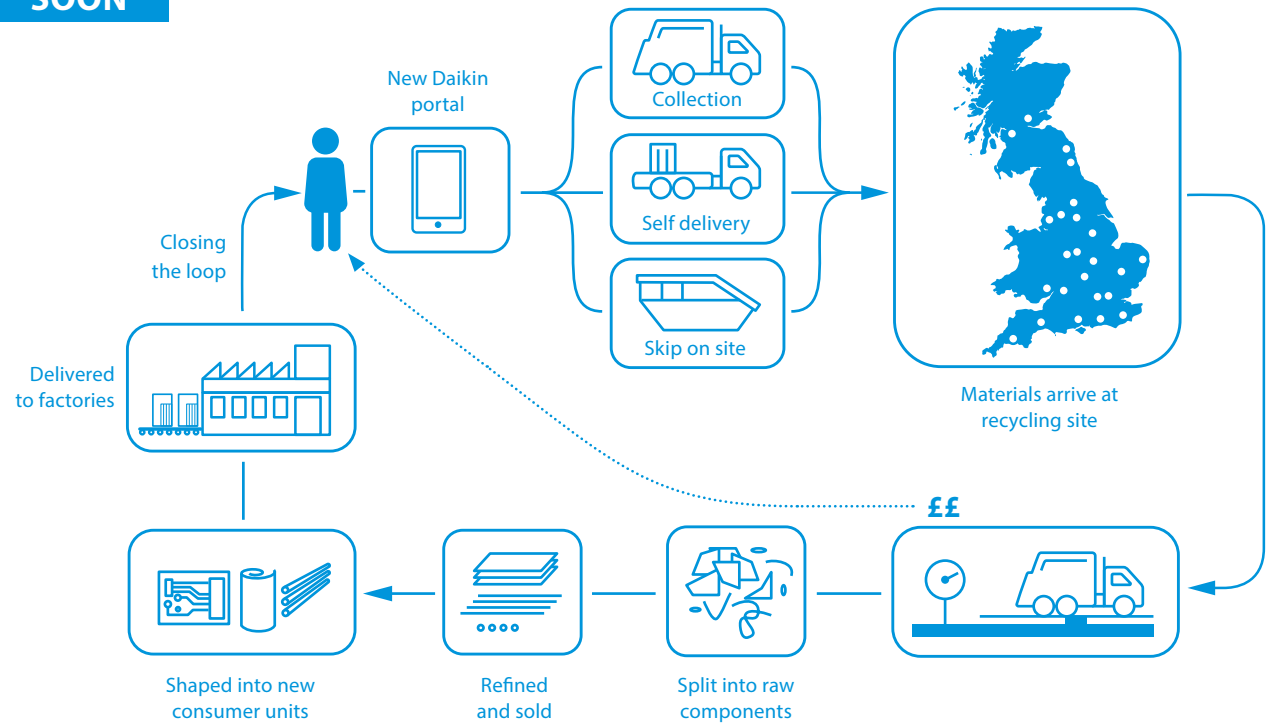 SOON
New Daikin
portal
Collection
Self delivery
Skip on site
Materials arrive at
recycling site
Closing
the loop
Delivered
to factories
££
Shaped into new
consumer units
Refined
and sold
Split into raw
components